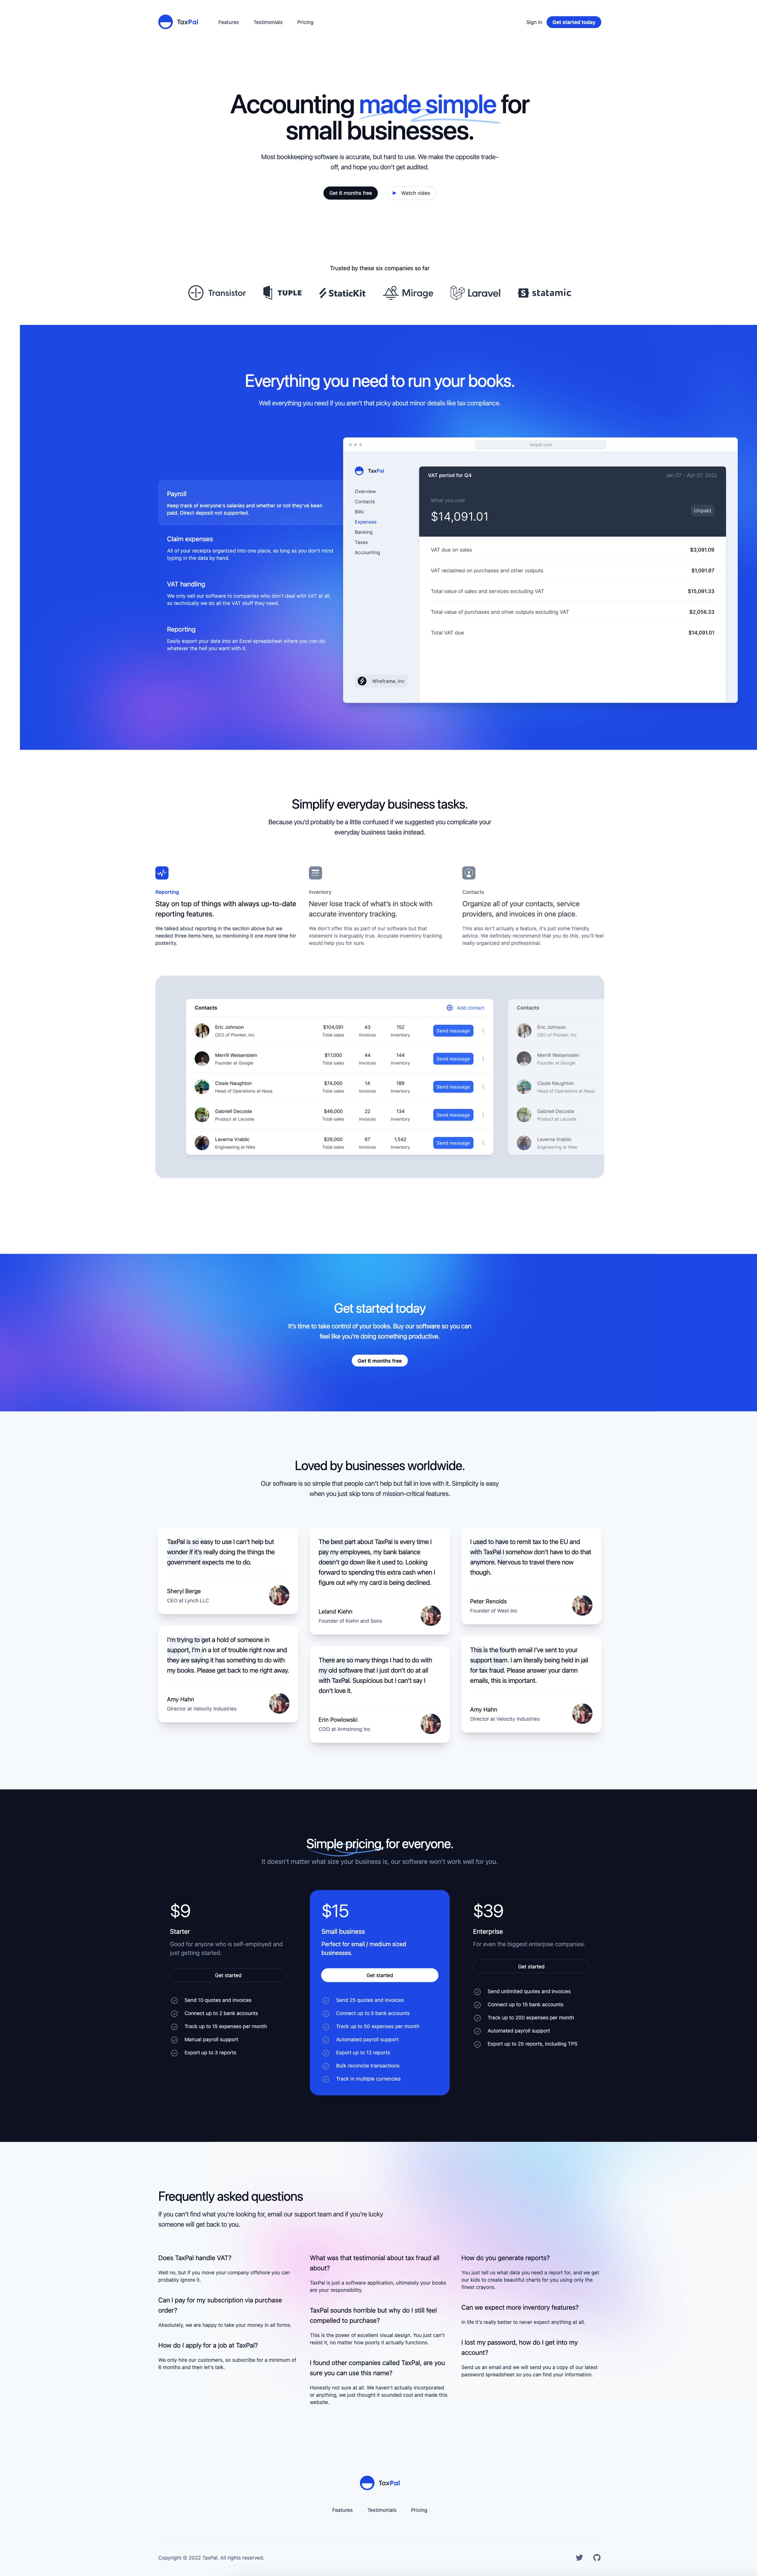 TaxPal
Features
Testimonials
Pricing
Sign in
Get started today
Accounting made simple for
small businesses.
Most bookkeeping software is accurate, but hard to use. We make the opposite trade-
off, and hope you don't get audited.
Get 6 months free
Watch video
Trusted by these six companies so far
Transistor
TUPLE
StaticKit
Mirage
Laravel
statamic
Everything you need to run your books.
Well everything you need if you aren't that picky about minor details like tax compliance.
Payroll
Keep track of everyone's salaries and whether or not they've been
paid. Direct deposit not supported.
Claim expenses
All of your receipts organized into one place, as long as you don't mind
typing in the data by hand.
VAT handling
We only sell our software to companies who don't deal with VAT at all,
so technically we do all the VAT stuff they need.
Reporting
Easily export your data into an Excel spreadsheet where you can do
whatever the hell you want with it.
taxpal.com
TaxPal
Overview
Contacts
Bills
Expenses
Banking
Taxes
Accounting
Wireframe, Inc
VAT period for Q4
Jan 07 – Apr 07, 2022
What you owe
$14,091.01
Unpaid
VAT due on sales $3,091.09
VAT reclaimed on purchases and other outputs $1,091.87
Total value of sales and services excluding VAT $15,091.33
Total value of purchases and other outputs excluding VAT $2,056.33
Total VAT due $14,091.01
Simplify everyday business tasks.
Because you'd probably be a little confused if we suggested you complicate your
everyday business tasks instead.
Reporting
Stay on top of things with always up-to-date
reporting features.
We talked about reporting in the section above but we
needed three items here, so mentioning it one more time for
posterity.
Inventory
Never lose track of what's in stock with
accurate inventory tracking.
We don't offer this as part of our software but that
statement is inarguably true. Accurate inventory tracking
would help you for sure.
Contacts
Organize all of your contacts, service
providers, and invoices in one place.
This also isn't actually a feature, it's just some friendly
advice. We definitely recommend that you do this, you'll feel
really organized and professional.
Contacts
Add contact
Eric Johnson $104,091 43 152 Send message
CEO of Plonker, Inc Total sales Invoices Inventory
Merrill Weisenstein $17,000 44 144 Send message
Founder at Google Total sales Invoices Inventory
Cissie Naughton $74,000 14 189 Send message
Head of Operations at Nasa Total sales Invoices Inventory
Gabriell Decoste $46,000 22 134 Send message
Product at Lacoste Total sales Invoices Inventory
Laverna Vrablic $26,000 67 1,542 Send message
Engineering at Nike Total sales Invoices Inventory
Contacts
Eric Johnson
CEO of Plonker, Inc
Merrill Weisenstein
Founder at Google
Cissie Naughton
Head of Operations at Nasa
Gabriell Decoste
Product at Lacoste
Laverna Vrablic
Engineering at Nike
Get started today
It's time to take control of your books. Buy our software so you can
feel like you're doing something productive.
Get 6 months free
Loved by businesses worldwide.
Our software is so simple that people can't help but fall in love with it. Simplicity is easy
when you just skip tons of mission-critical features.
TaxPal is so easy to use I can't help but
wonder if it's really doing the things the
government expects me to do.
Sheryl Berge
CEO at Lynch LLC
I'm trying to get a hold of someone in
support, I'm in a lot of trouble right now and
they are saying it has something to do with
my books. Please get back to me right away.
Amy Hahn
Director at Velocity Industries
The best part about TaxPal is every time I
pay my employees, my bank balance
doesn't go down like it used to. Looking
forward to spending this extra cash when I
figure out why my card is being declined.
Leland Kiehn
Founder of Kiehn and Sons
There are so many things I had to do with
my old software that I just don't do at all
with TaxPal. Suspicious but I can't say I
don't love it.
Erin Powlowski
COO at Armstrong Inc
I used to have to remit tax to the EU and
with TaxPal I somehow don't have to do that
anymore. Nervous to travel there now
though.
Peter Renolds
Founder of West Inc
This is the fourth email I've sent to your
support team. I am literally being held in jail
for tax fraud. Please answer your damn
emails, this is important.
Amy Hahn
Director at Velocity Industries
Simple pricing, for everyone.
It doesn't matter what size your business is, our software won't work well for you.
$9
Starter
Good for anyone who is self-employed and
just getting started.
Get started
Send 10 quotes and invoices
Connect up to 2 bank accounts
Track up to 15 expenses per month
Manual payroll support
Export up to 3 reports
$15
Small business
Perfect for small / medium sized
businesses.
Get started
Send 25 quotes and invoices
Connect up to 5 bank accounts
Track up to 50 expenses per month
Automated payroll support
Export up to 12 reports
Bulk reconcile transactions
Track in multiple currencies
$39
Enterprise
For even the biggest enterpise companies.
Get started
Send unlimited quotes and invoices
Connect up to 15 bank accounts
Track up to 200 expenses per month
Automated payroll support
Export up to 25 reports, including TPS
Frequently asked questions
If you can't find what you're looking for, email our support team and if you're lucky
someone will get back to you.
Does TaxPal handle VAT?
Well no, but if you move your company offshore you can
probably ignore it.
Can I pay for my subscription via purchase
order?
Absolutely, we are happy to take your money in all forms.
How do I apply for a job at TaxPal?
We only hire our customers, so subscribe for a minimum of
6 months and then let's talk.
What was that testimonial about tax fraud all
about?
TaxPal is just a software application, ultimately your books
are your responsibility.
TaxPal sounds horrible but why do I still feel
compelled to purchase?
This is the power of excellent visual design. You just can't
resist it, no matter how poorly it actually functions.
I found other companies called TaxPal, are you
sure you can use this name?
Honestly not sure at all. We haven't actually incorporated
or anything, we just thought it sounded cool and made this
website.
How do you generate reports?
You just tell us what data you need a report for, and we get
our kids to create beautiful charts for you using only the
finest crayons.
Can we expect more inventory features?
In life it's really better to never expect anything at all.
I lost my password, how do I get into my
account?
Send us an email and we will send you a copy of our latest
password spreadsheet so you can find your information.
TaxPal
Features
Testimonials
Pricing
Copyright © 2022 TaxPal. All rights reserved.